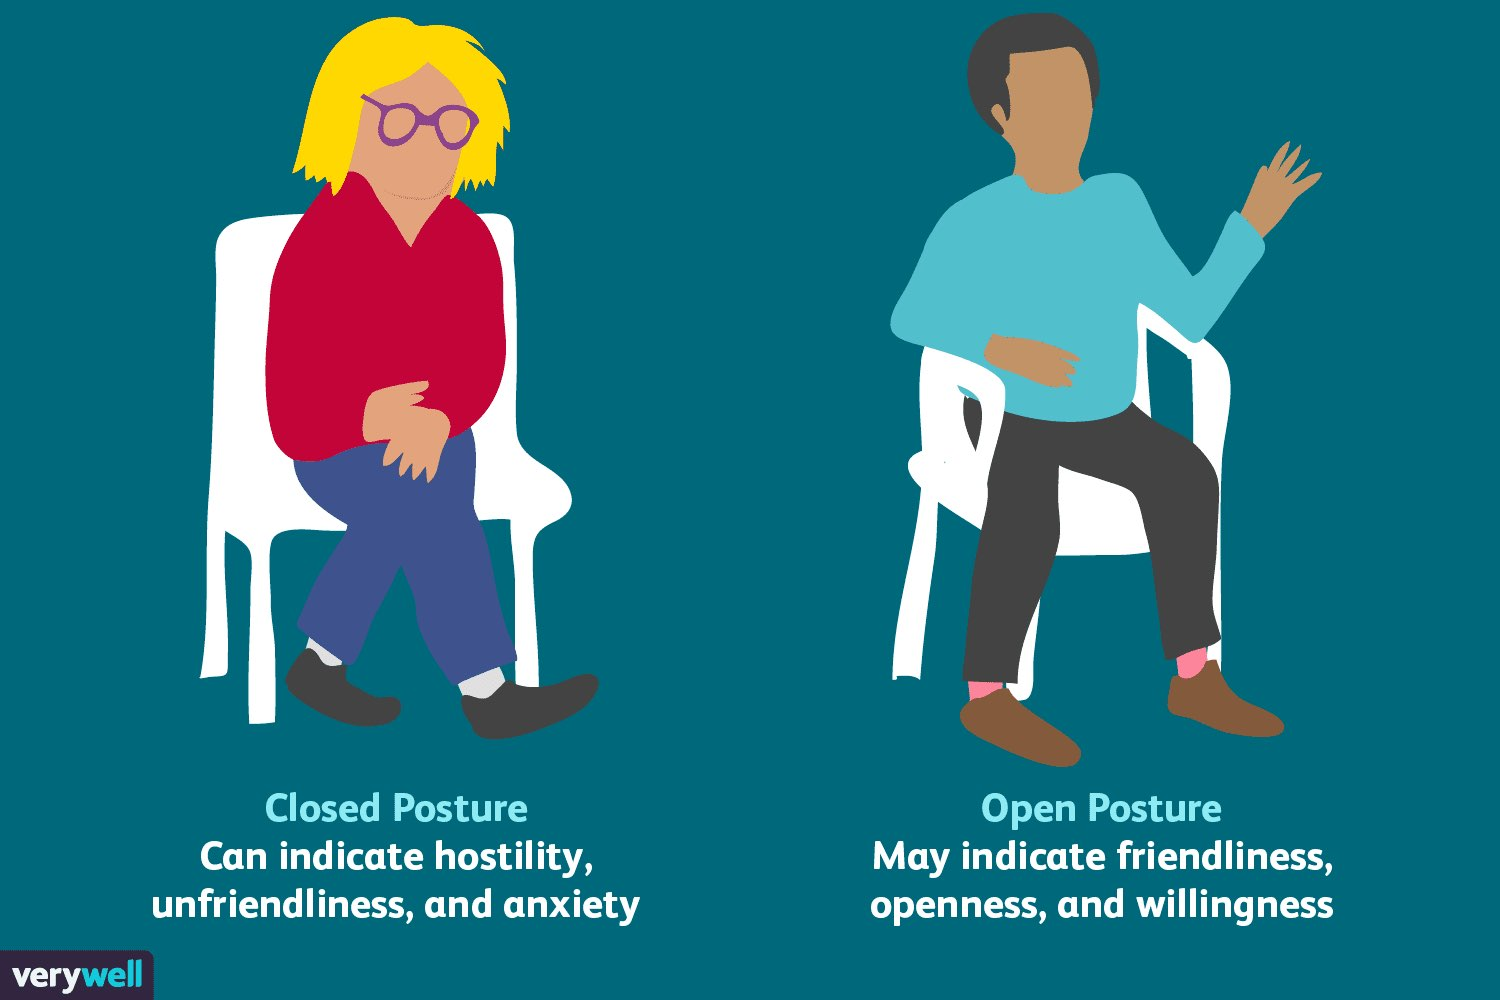 Closed Posture
Can indicate hostility,
unfriendliness, and anxiety
Open Posture
May indicate friendliness,
openness, and willingness
verywell